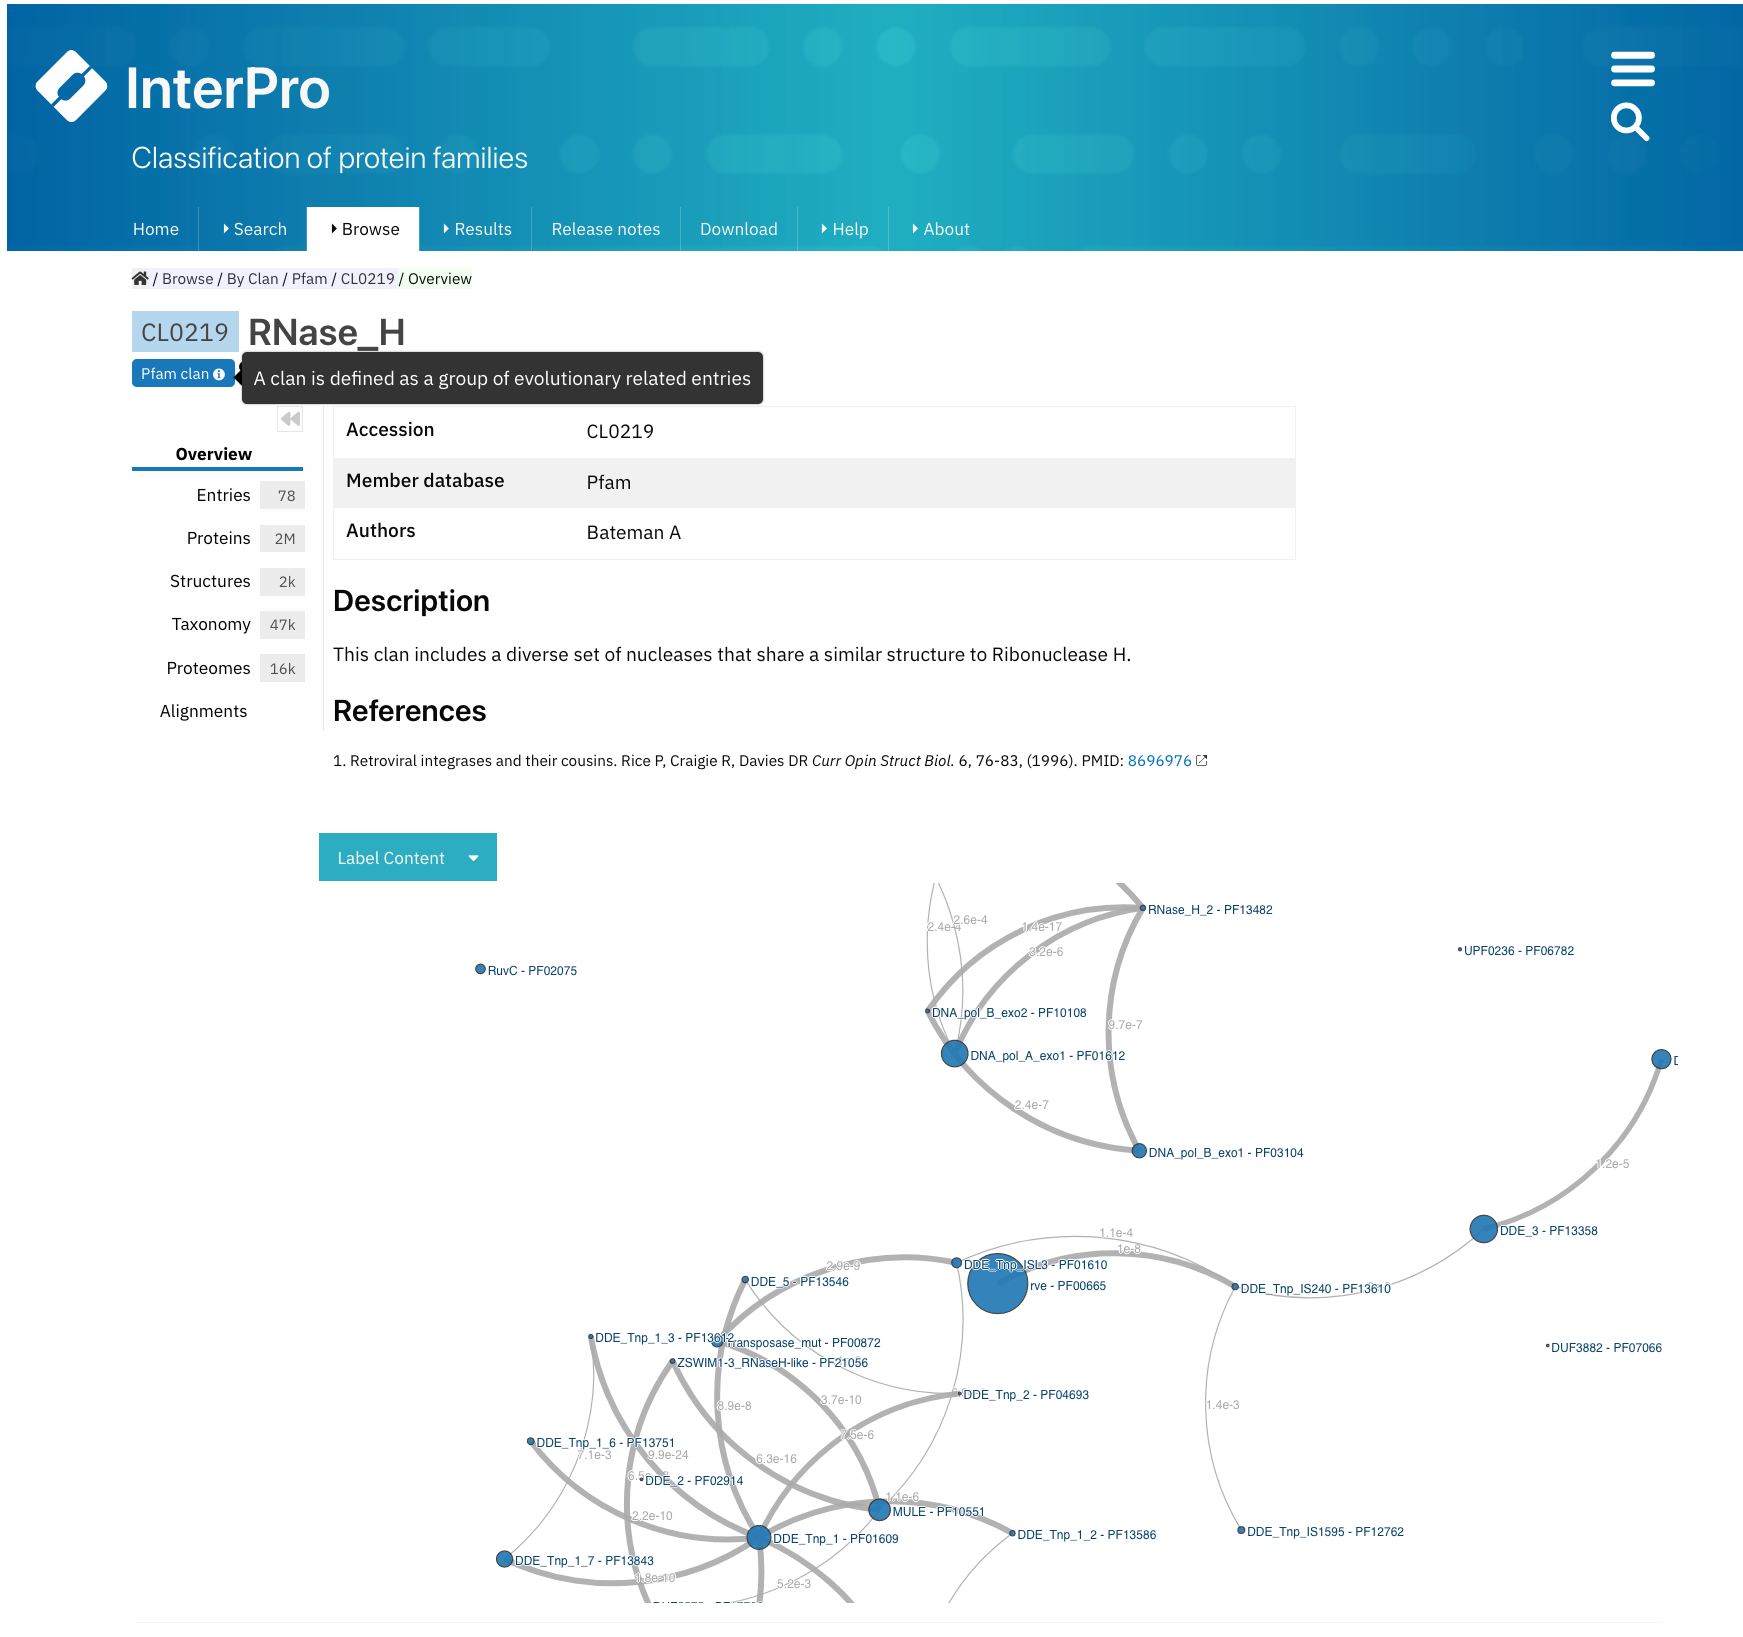 InterPro
Classification of protein families
Home Search Browse Results Release notes Download Help About
/ Browse / By Clan / Pfam / CL0219 / Overview
CL0219 RNase_H
Pfam clan
A clan is defined as a group of evolutionary related entries
Overview
Entries 78
Proteins 2M
Structures 2k
Taxonomy 47k
Proteomes 16k
Alignments
Accession CL0219
Member database Pfam
Authors Bateman A
Description
This clan includes a diverse set of nucleases that share a similar structure to Ribonuclease H.
References
1. Retroviral integrases and their cousins. Rice P, Craigie R, Davies DR Curr Opin Struct Biol. 6, 76-83, (1996). PMID: 8696976
Label Content
RNase_H_2 - PF13482
2.6e-4
2.4e-4
1.4e-17
3.2e-6
UPF0236 - PF06782
RuvC - PF02075
DNA_pol_B_exo2 - PF10108
9.7e-7
DNA_pol_A_exo1 - PF01612
2.4e-7
DNA_pol_B_exo1 - PF03104
1.2e-5
DDE_3 - PF13358
1.1e-4
1e-8
DDE_Tnp_ISL3 - PF01610
2.9e-9
DDE_5 - PF13546
rve - PF00665
DDE_Tnp_IS240 - PF13610
DDE_Tnp_1_3 - PF13612
Transposase_mut - PF00872
DUF3882 - PF07066
ZSWIM1-3_RNaseH-like - PF21056
DDE_Tnp_2 - PF04693
3.7e-10
8.9e-8
1.4e-3
7.5e-6
DDE_Tnp_1_6 - PF13751
7.1e-3
9.9e-24
6.3e-16
DDE_2 - PF02914
1.1e-6
MULE - PF10551
2.2e-10
DDE_Tnp_1_2 - PF13586
DDE_Tnp_IS1595 - PF12762
DDE_Tnp_1 - PF01609
DDE_Tnp_1_7 - PF13843
5.2e-3